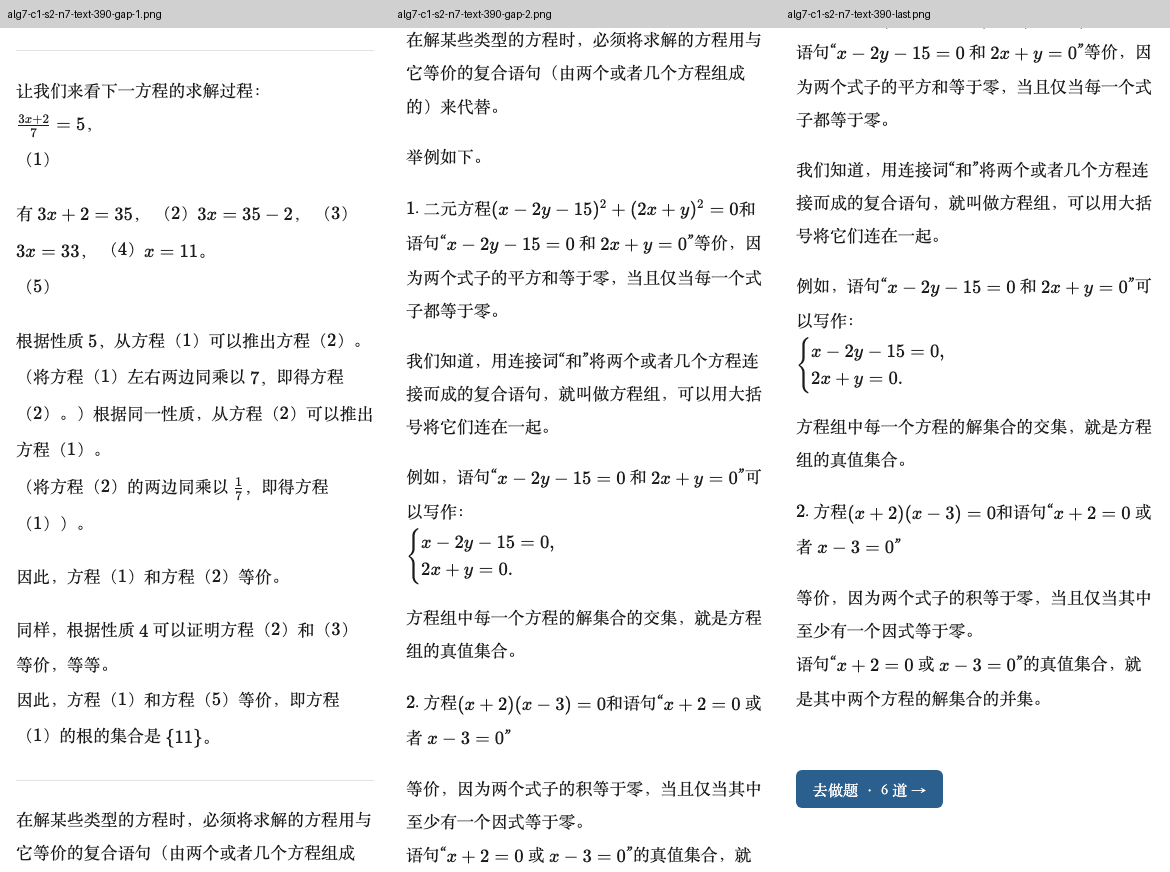 alg7-c1-s2-n7-text-390-gap-1.png
让我们来看下一方程的求解过程：
(3x+2)/7 = 5，
（1）
有 3x + 2 = 35， （2）3x = 35 − 2， （3）
3x = 33， （4）x = 11。
（5）
根据性质 5，从方程（1）可以推出方程（2）。
（将方程（1）左右两边同乘以 7，即得方程
（2）。）根据同一性质，从方程（2）可以推出
方程（1）。
（将方程（2）的两边同乘以 1/7，即得方程
（1））。
因此，方程（1）和方程（2）等价。
同样，根据性质 4 可以证明方程（2）和（3）
等价，等等。
因此，方程（1）和方程（5）等价，即方程
（1）的根的集合是 {11}。
在解某些类型的方程时，必须将求解的方程用与
它等价的复合语句（由两个或者几个方程组成
alg7-c1-s2-n7-text-390-gap-2.png
在解某些类型的方程时，必须将求解的方程用与
它等价的复合语句（由两个或者几个方程组成
的）来代替。
举例如下。
1. 二元方程(x − 2y − 15)² + (2x + y)² = 0和
语句“x − 2y − 15 = 0 和 2x + y = 0”等价，因
为两个式子的平方和等于零，当且仅当每一个式
子都等于零。
我们知道，用连接词“和”将两个或者几个方程连
接而成的复合语句，就叫做方程组，可以用大括
号将它们连在一起。
例如，语句“x − 2y − 15 = 0 和 2x + y = 0”可
以写作：
{x − 2y − 15 = 0,
2x + y = 0.
方程组中每一个方程的解集合的交集，就是方程
组的真值集合。
2. 方程(x + 2)(x − 3) = 0和语句“x + 2 = 0 或
者 x − 3 = 0”
等价，因为两个式子的积等于零，当且仅当其中
至少有一个因式等于零。
语句“x + 2 = 0 或 x − 3 = 0”的真值集合，就
alg7-c1-s2-n7-text-390-last.png
语句“x − 2y − 15 = 0 和 2x + y = 0”等价，因
为两个式子的平方和等于零，当且仅当每一个式
子都等于零。
我们知道，用连接词“和”将两个或者几个方程连
接而成的复合语句，就叫做方程组，可以用大括
号将它们连在一起。
例如，语句“x − 2y − 15 = 0 和 2x + y = 0”可
以写作：
{x − 2y − 15 = 0,
2x + y = 0.
方程组中每一个方程的解集合的交集，就是方程
组的真值集合。
2. 方程(x + 2)(x − 3) = 0和语句“x + 2 = 0 或
者 x − 3 = 0”
等价，因为两个式子的积等于零，当且仅当其中
至少有一个因式等于零。
语句“x + 2 = 0 或 x − 3 = 0”的真值集合，就
是其中两个方程的解集合的并集。
去做题 · 6 道 →